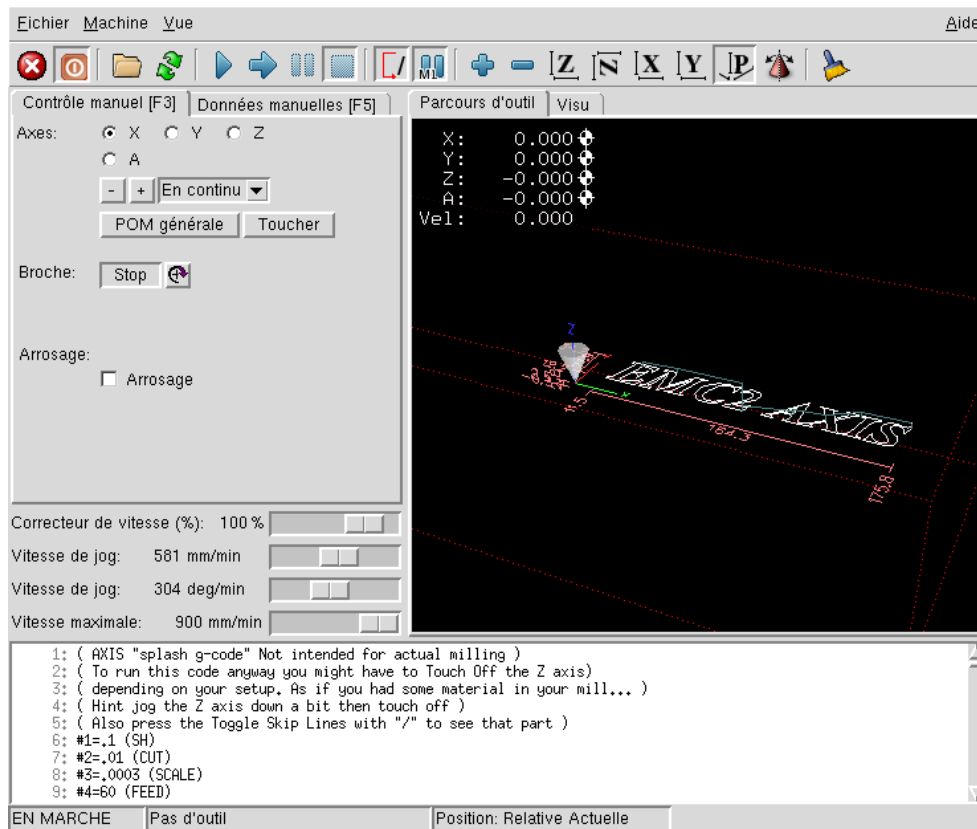 Fichier Machine Vue Aide
M1 Z N X Y P
Contrôle manuel [F3] Données manuelles [F5] Parcours d'outil Visu
Axes: X Y Z
A
- + En continu
POM générale Toucher
Broche: Stop
Arrosage:
Arrosage
X: 0.000
Y: 0.000
Z: -0.000
A: -0.000
Vel: 0.000
Z
X
EMC2 AXIS
11.5
164.3
175.8
Correcteur de vitesse (%): 100 %
Vitesse de jog: 581 mm/min
Vitesse de jog: 304 deg/min
Vitesse maximale: 900 mm/min
1: ( AXIS "splash g-code" Not intended for actual milling )
2: ( To run this code anyway you might have to Touch Off the Z axis)
3: ( depending on your setup. As if you had some material in your mill... )
4: ( Hint jog the Z axis down a bit then touch off )
5: ( Also press the Toggle Skip Lines with "/" to see that part )
6: #1=.1 (SH)
7: #2=.01 (CUT)
8: #3=.0003 (SCALE)
9: #4=60 (FEED)
EN MARCHE Pas d'outil Position: Relative Actuelle